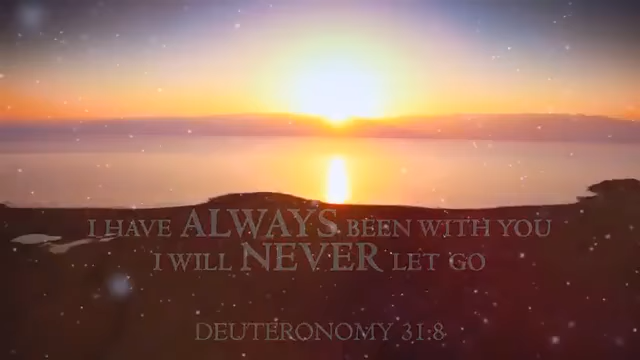 I HAVE ALWAYS BEEN WITH YOU
I WILL NEVER LET GO
DEUTERONOMY 31:8